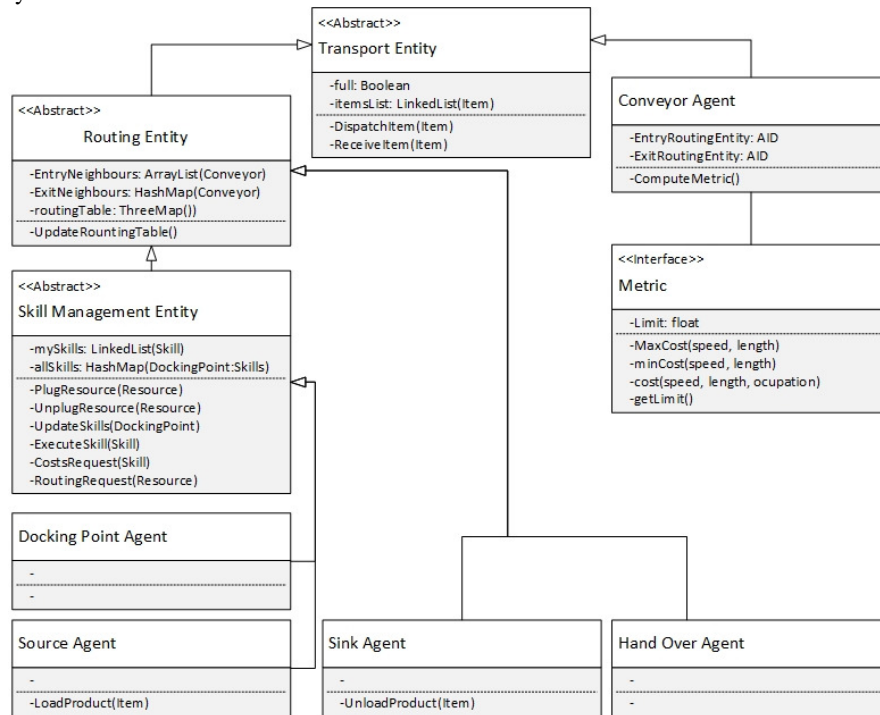 y
<<Abstract>>
Transport Entity
-full: Boolean
-itemsList: LinkedList(Item)
-DispatchItem(Item)
-ReceiveItem(Item)
<<Abstract>>
Routing Entity
-EntryNeighbours: ArrayList(Conveyor)
-ExitNeighbours: HashMap(Conveyor)
-routingTable: ThreeMap())
-UpdateRountingTable()
Conveyor Agent
-EntryRoutingEntity: AID
-ExitRoutingEntity: AID
-ComputeMetric()
<<Abstract>>
Skill Management Entity
-mySkills: LinkedList(Skill)
-allSkills: HashMap(DockingPoint:Skills)
-PlugResource(Resource)
-UnplugResource(Resource)
-UpdateSkills(DockingPoint)
-ExecuteSkill(Skill)
-CostsRequest(Skill)
-RoutingRequest(Resource)
<<Interface>>
Metric
-Limit: float
-MaxCost(speed, length)
-minCost(speed, length)
-cost(speed, length, ocupation)
-getLimit()
Docking Point Agent
-
-
Source Agent
-
-LoadProduct(Item)
Sink Agent
-
-UnloadProduct(Item)
Hand Over Agent
-
-